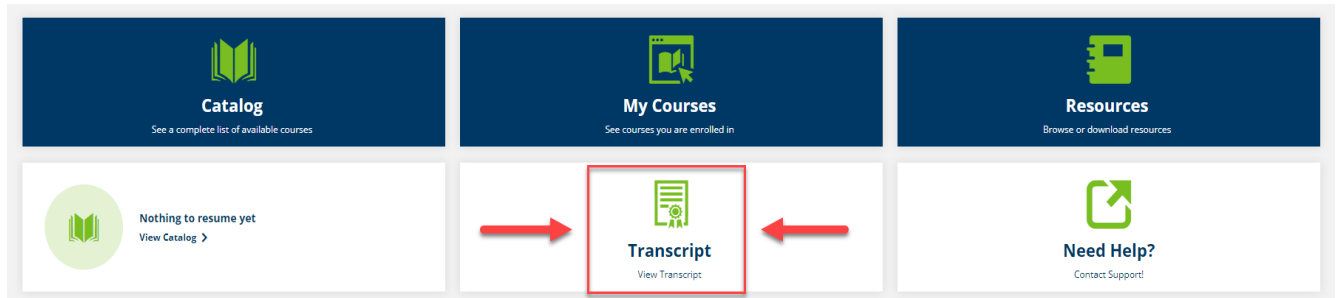 Catalog
See a complete list of available courses
My Courses
See courses you are enrolled in
Resources
Browse or download resources
Nothing to resume yet
View Catalog >
Transcript
View Transcript
Need Help?
Contact Support!